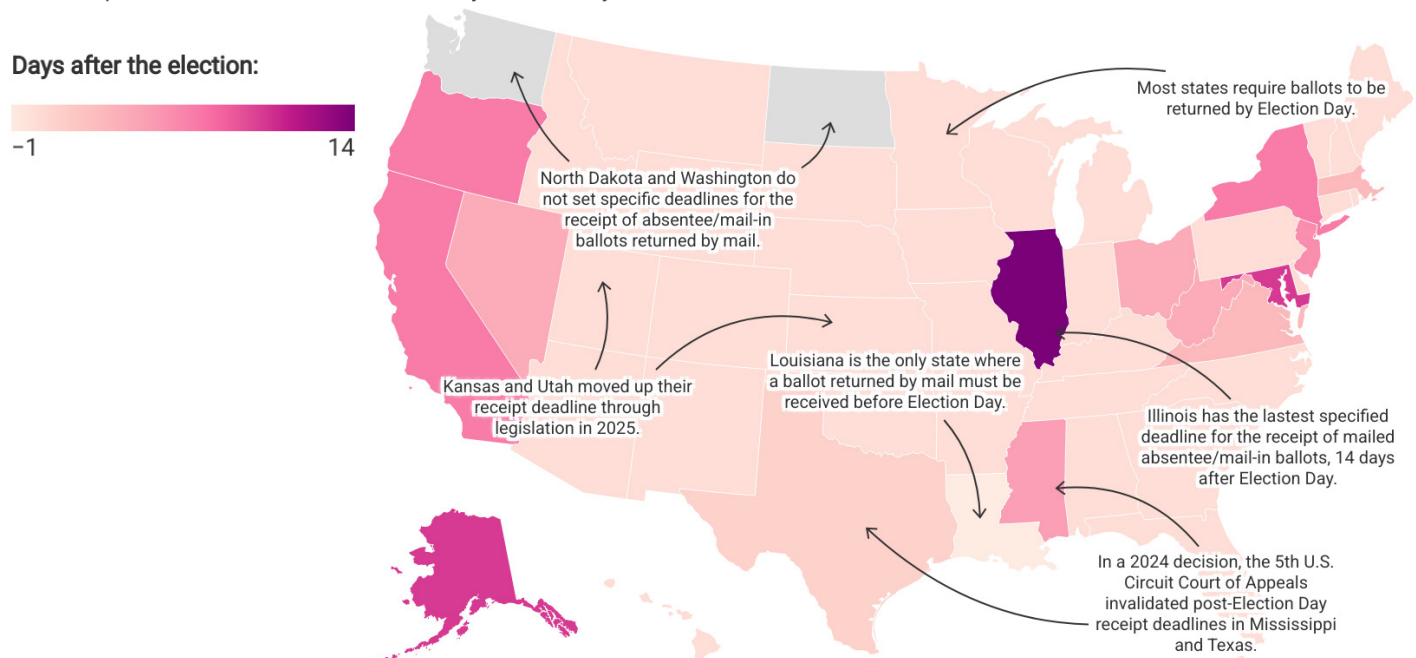 Days after the election:
−1
14
Most states require ballots to be
returned by Election Day.
North Dakota and Washington do
not set specific deadlines for the
receipt of absentee/mail-in
ballots returned by mail.
Kansas and Utah moved up their
receipt deadline through
legislation in 2025.
Louisiana is the only state where
a ballot returned by mail must be
received before Election Day.
Illinois has the lastest specified
deadline for the receipt of mailed
absentee/mail-in ballots, 14 days
after Election Day.
In a 2024 decision, the 5th U.S.
Circuit Court of Appeals
invalidated post-Election Day
receipt deadlines in Mississippi
and Texas.